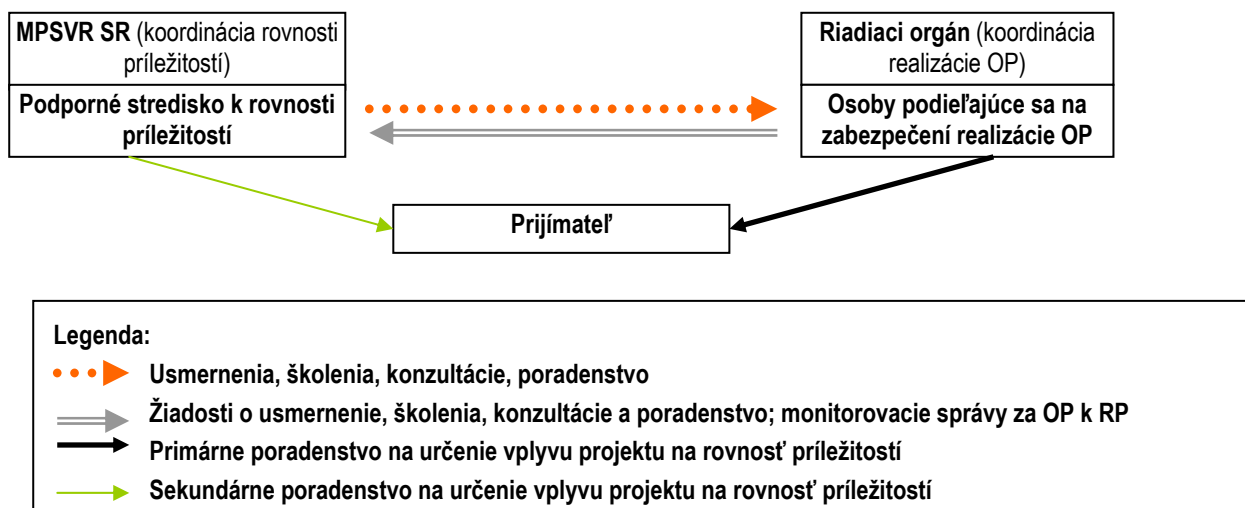 MPSVR SR (koordinácia rovnosti
príležitostí)
Podporné stredisko k rovnosti
príležitostí
Riadiaci orgán (koordinácia
realizácie OP)
Osoby podieľajúce sa na
zabezpečení realizácie OP
Prijímateľ
Legenda:
Usmernenia, školenia, konzultácie, poradenstvo
Žiadosti o usmernenie, školenia, konzultácie a poradenstvo; monitorovacie správy za OP k RP
Primárne poradenstvo na určenie vplyvu projektu na rovnosť príležitostí
Sekundárne poradenstvo na určenie vplyvu projektu na rovnosť príležitostí